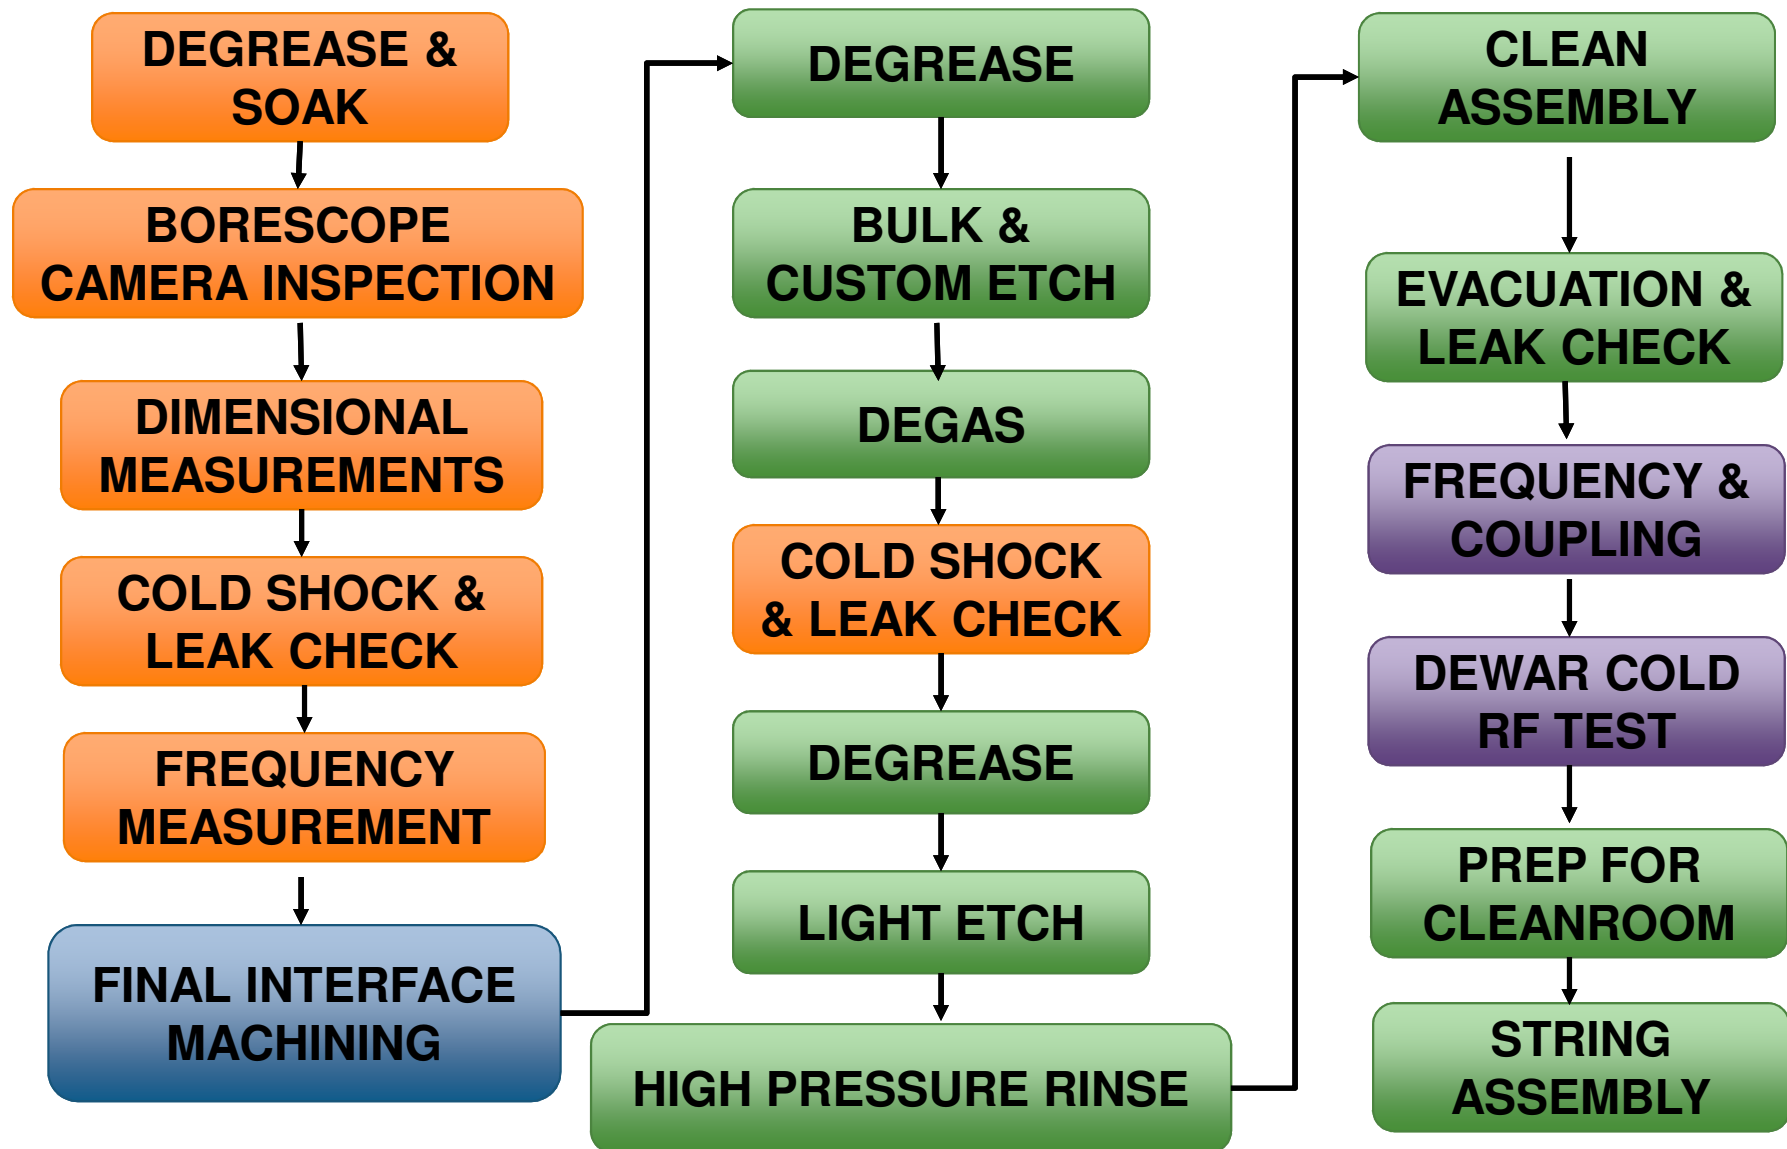 DEGREASE &
SOAK
BORESCOPE
CAMERA INSPECTION
DIMENSIONAL
MEASUREMENTS
COLD SHOCK &
LEAK CHECK
FREQUENCY
MEASUREMENT
FINAL INTERFACE
MACHINING
DEGREASE
BULK &
CUSTOM ETCH
DEGAS
COLD SHOCK
& LEAK CHECK
DEGREASE
LIGHT ETCH
HIGH PRESSURE RINSE
CLEAN
ASSEMBLY
EVACUATION &
LEAK CHECK
FREQUENCY &
COUPLING
DEWAR COLD
RF TEST
PREP FOR
CLEANROOM
STRING
ASSEMBLY